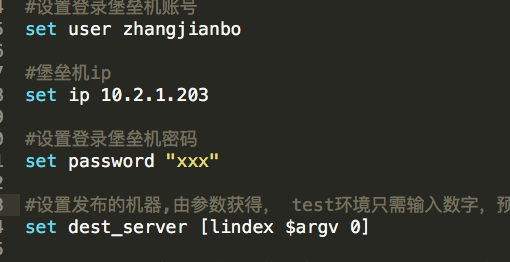 #设置登录堡垒机账号
set user zhangjianbo
#堡垒机ip
set ip 10.2.1.203
#设置登录堡垒机密码
set password "xxx"
#设置发布的机器,由参数获得， test环境只需输入数字，预
set dest_server [lindex $argv 0]